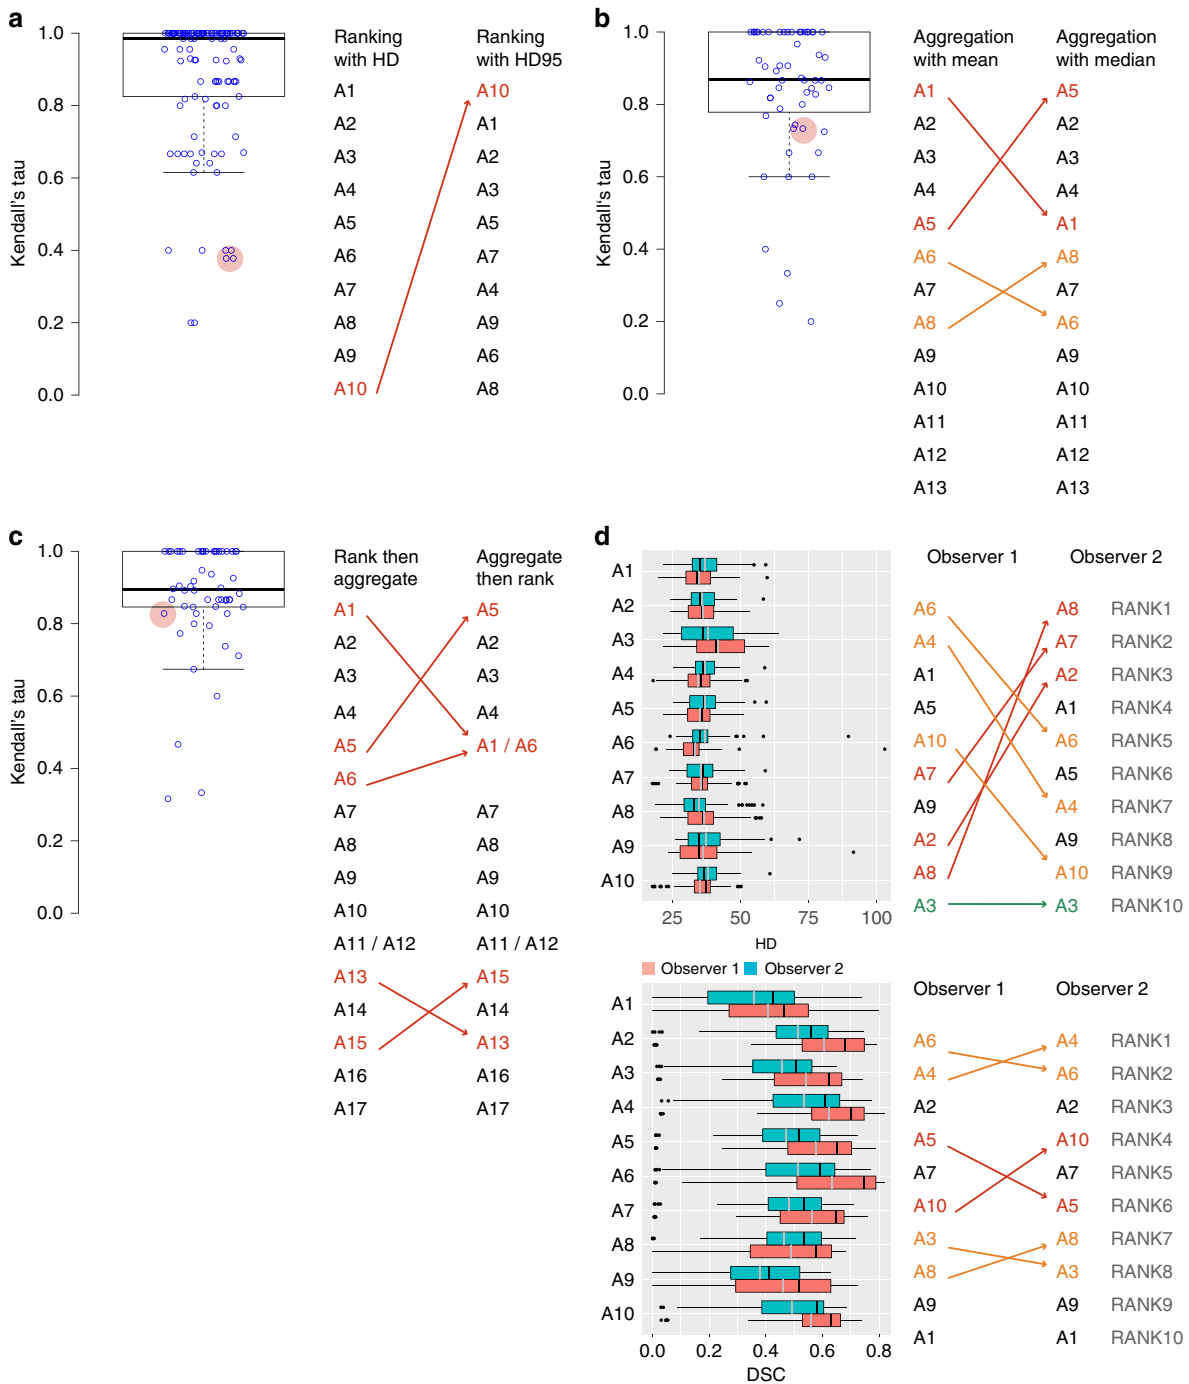 a
Kendall's tau
1.0
0.8
0.6
0.4
0.2
0.0
Ranking with HD
Ranking with HD95
A1 A10
A2 A1
A3 A2
A4 A3
A5 A5
A6 A7
A7 A4
A8 A9
A9 A6
A10 A8
b
Kendall's tau
1.0
0.8
0.6
0.4
0.2
0.0
Aggregation with mean
Aggregation with median
A1 A5
A2 A2
A3 A3
A4 A4
A5 A1
A6 A8
A7 A7
A8 A6
A9 A9
A10 A10
A11 A11
A12 A12
A13 A13
c
Kendall's tau
1.0
0.8
0.6
0.4
0.2
0.0
Rank then aggregate
Aggregate then rank
A1 A5
A2 A2
A3 A3
A4 A4
A5 A1 / A6
A6
A7 A7
A8 A8
A9 A9
A10 A10
A11 / A12 A11 / A12
A13 A15
A14 A14
A15 A13
A16 A16
A17 A17
d
A1
A2
A3
A4
A5
A6
A7
A8
A9
A10
25 50 75 100
HD
Observer 1 Observer 2
A6 A8 RANK1
A4 A7 RANK2
A1 A2 RANK3
A5 A1 RANK4
A10 A6 RANK5
A7 A5 RANK6
A9 A4 RANK7
A2 A9 RANK8
A8 A10 RANK9
A3 A3 RANK10
Observer 1 Observer 2
A1
A2
A3
A4
A5
A6
A7
A8
A9
A10
0.0 0.2 0.4 0.6 0.8
DSC
Observer 1 Observer 2
A6 A4 RANK1
A4 A6 RANK2
A2 A2 RANK3
A5 A10 RANK4
A7 A7 RANK5
A10 A5 RANK6
A3 A8 RANK7
A8 A3 RANK8
A9 A9 RANK9
A1 A1 RANK10